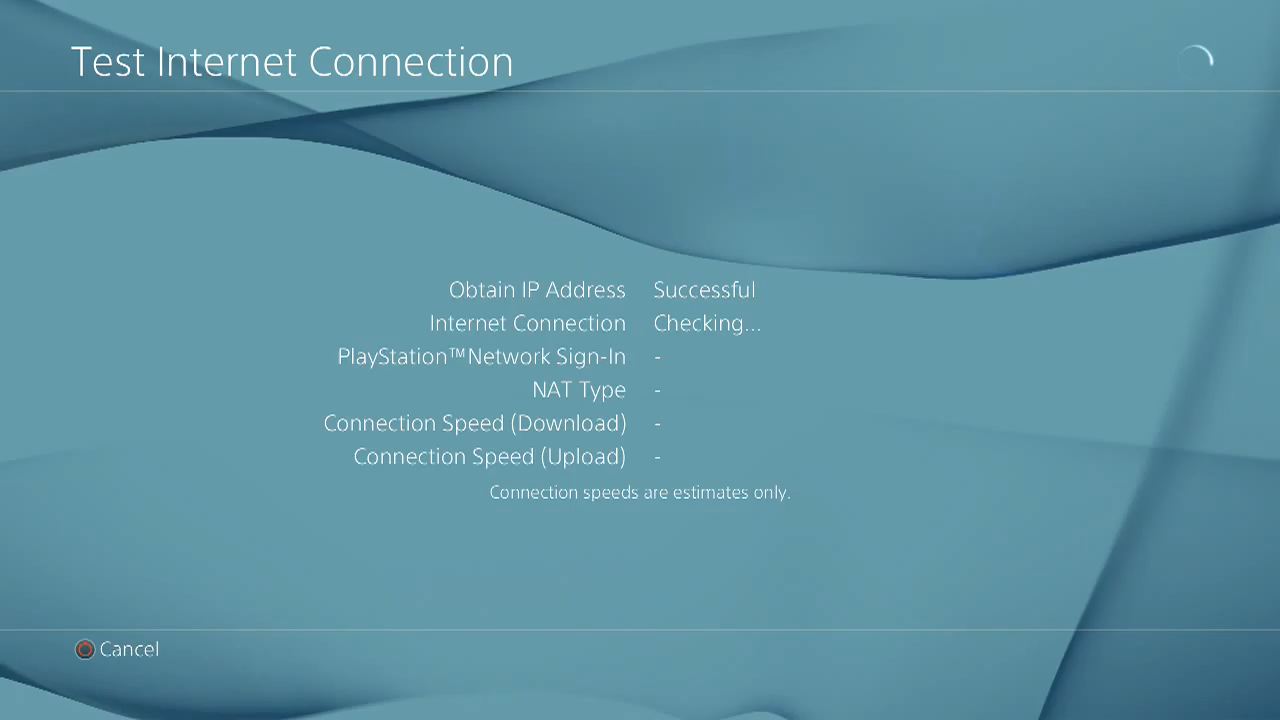 Test Internet Connection
Obtain IP Address Successful
Internet Connection Checking...
PlayStation™Network Sign-In -
NAT Type -
Connection Speed (Download) -
Connection Speed (Upload) -
Connection speeds are estimates only.
Cancel